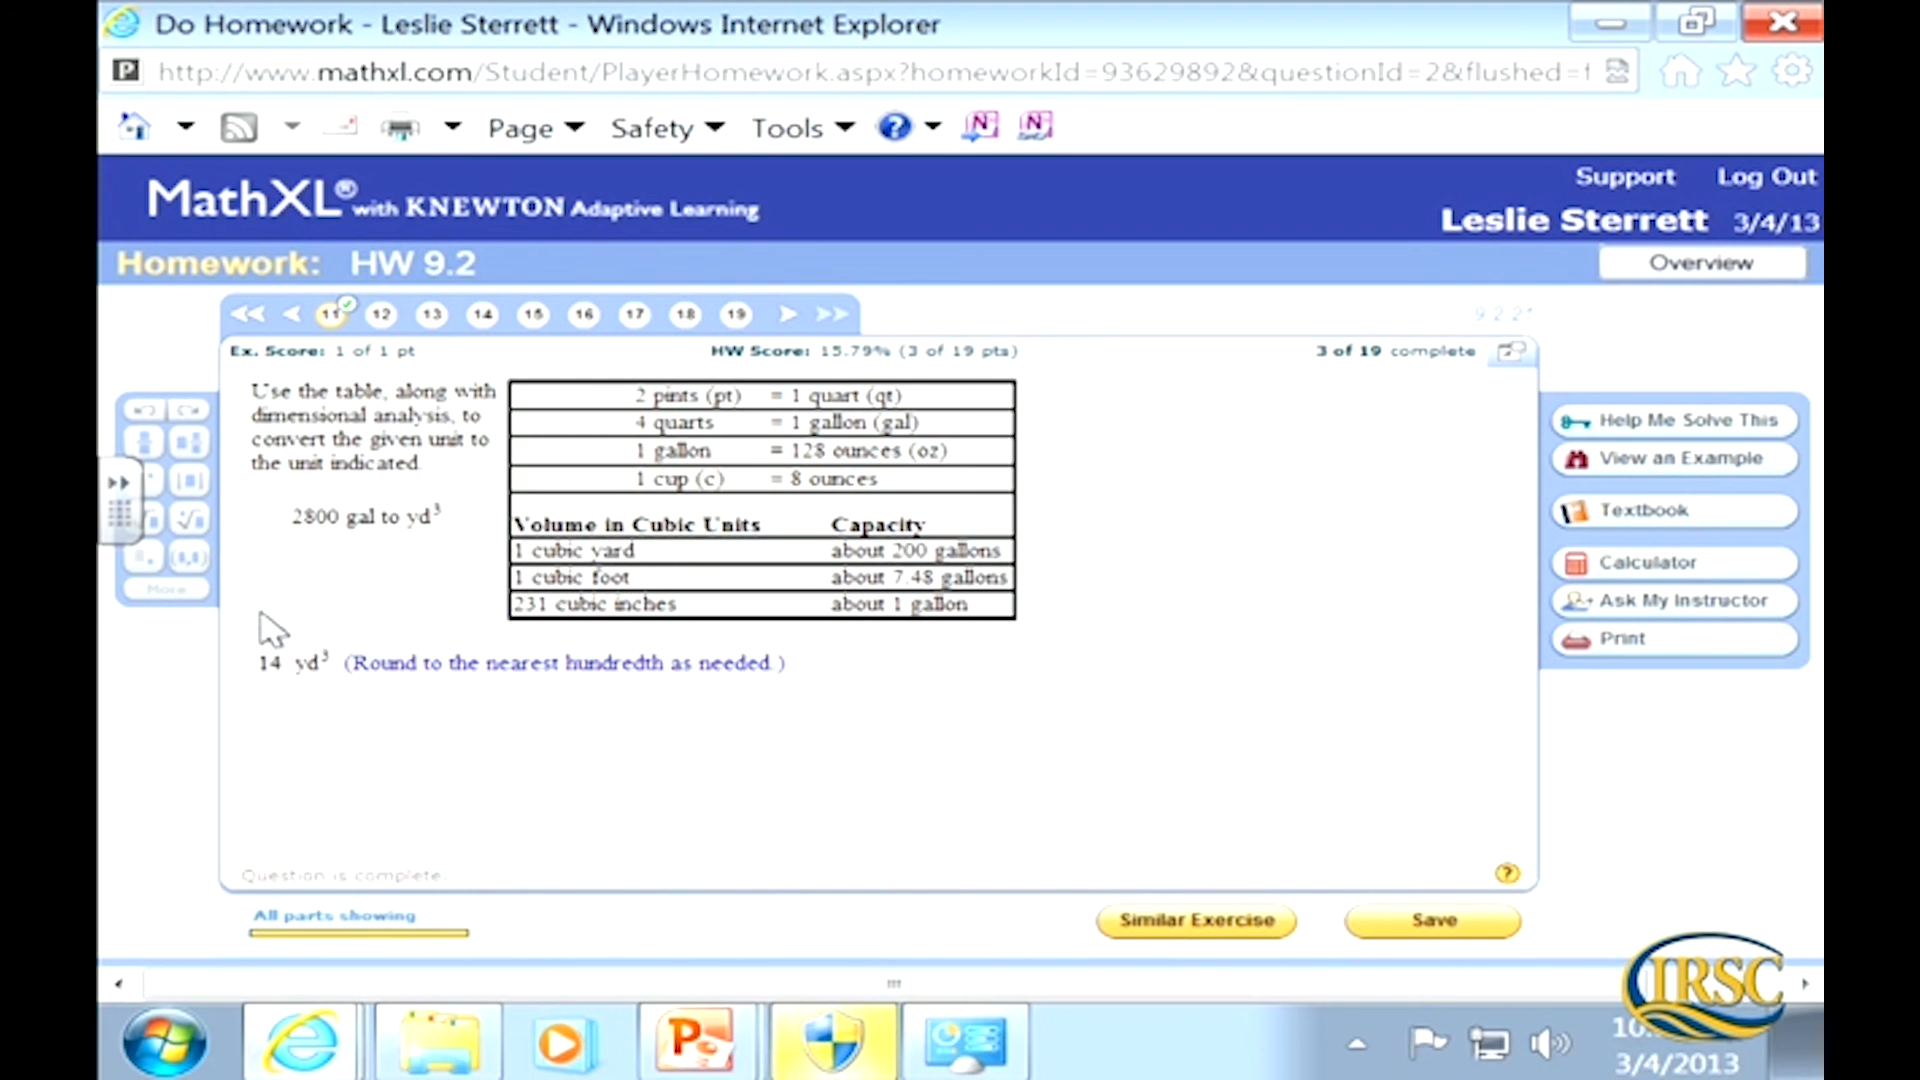 Do Homework - Leslie Sterrett - Windows Internet Explorer
http://www.mathxl.com/Student/PlayerHomework.aspx?homeworkId=93629892&questionId=2&flushed=f
Page Safety Tools
MathXL® with KNEWTON Adaptive Learning
Support Log Out
Leslie Sterrett 3/4/13
Homework: HW 9.2
Overview
11 12 13 14 15 16 17 18 19
Ex. Score: 1 of 1 pt
HW Score: 15.79% (3 of 19 pts)
3 of 19 complete
Use the table, along with
dimensional analysis, to
convert the given unit to
the unit indicated.
2800 gal to yd³
2 pints (pt) = 1 quart (qt)
4 quarts = 1 gallon (gal)
1 gallon = 128 ounces (oz)
1 cup (c) = 8 ounces
Volume in Cubic Units Capacity
1 cubic yard about 200 gallons
1 cubic foot about 7.48 gallons
231 cubic inches about 1 gallon
14 yd³ (Round to the nearest hundredth as needed.)
More
Help Me Solve This
View an Example
Textbook
Calculator
Ask My Instructor
Print
Question is complete.
All parts showing
Similar Exercise
Save
IRSC
3/4/2013